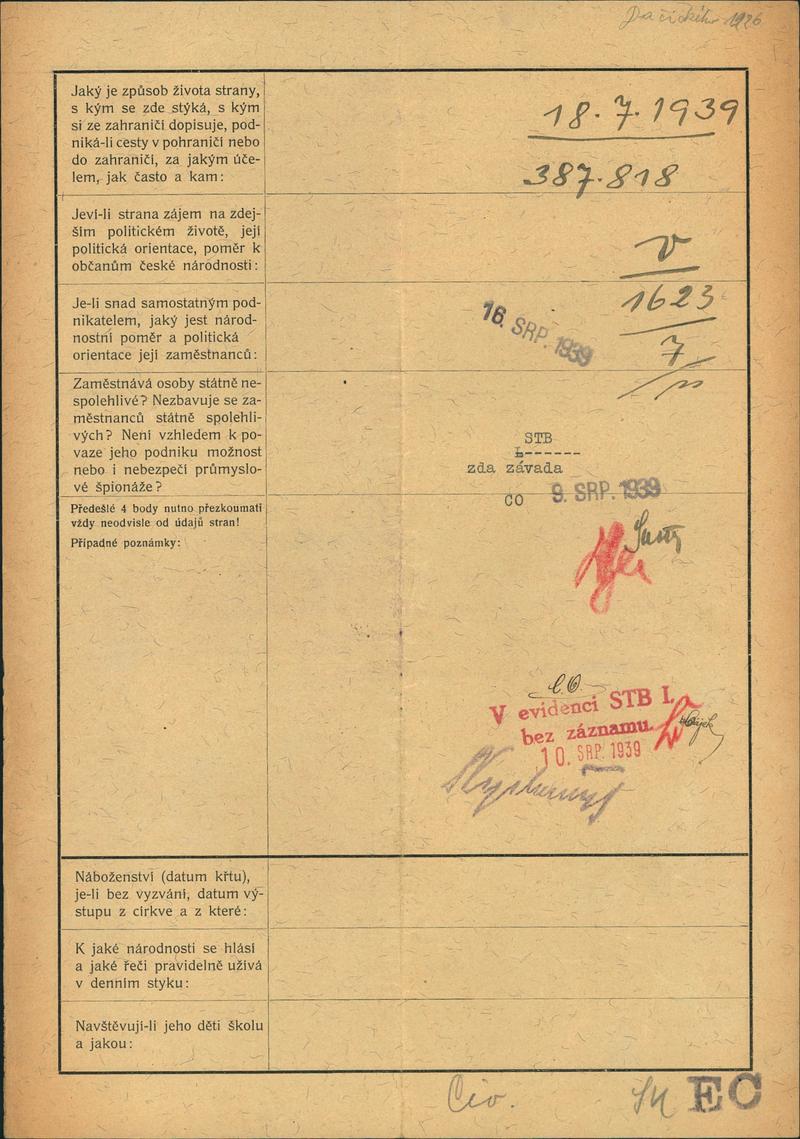 1926
Jaký je způsob života strany,
s kým se zde stýká, s kým
si ze zahraničí dopisuje, pod-
niká-li cesty v pohraničí nebo
do zahraničí, za jakým úče-
lem, jak často a kam:
18.7.1939
387.818
Jeví-li strana zájem na zdej-
ším politickém životě, její
politická orientace, poměr k
občanům české národnosti:
v
Je-li snad samostatným pod-
nikatelem, jaký jest národ-
nostní poměr a politická
orientace její zaměstnanců:
1623
16. SRP. 1939
7
Zaměstnává osoby státně ne-
spolehlivé? Nezbavuje se za-
městnanců státně spolehli-
vých? Není vzhledem k po-
vaze jeho podniku možnost
nebo i nebezpečí průmyslo-
vé špionáže?
STB
zda závada
CO 9. SRP. 1939
Předešlé 4 body nutno přezkoumati
vždy neodvisle od údajů stran!
Případné poznámky:
C.O.
V evidenci STB I.
bez záznamu.
10. SRP. 1939
Náboženství (datum křtu),
je-li bez vyzvání, datum vý-
stupu z církve a z které:
K jaké národnosti se hlásí
a jaké řeči pravidelně užívá
v denním styku:
Navštěvují-li jeho děti školu
a jakou:
EC